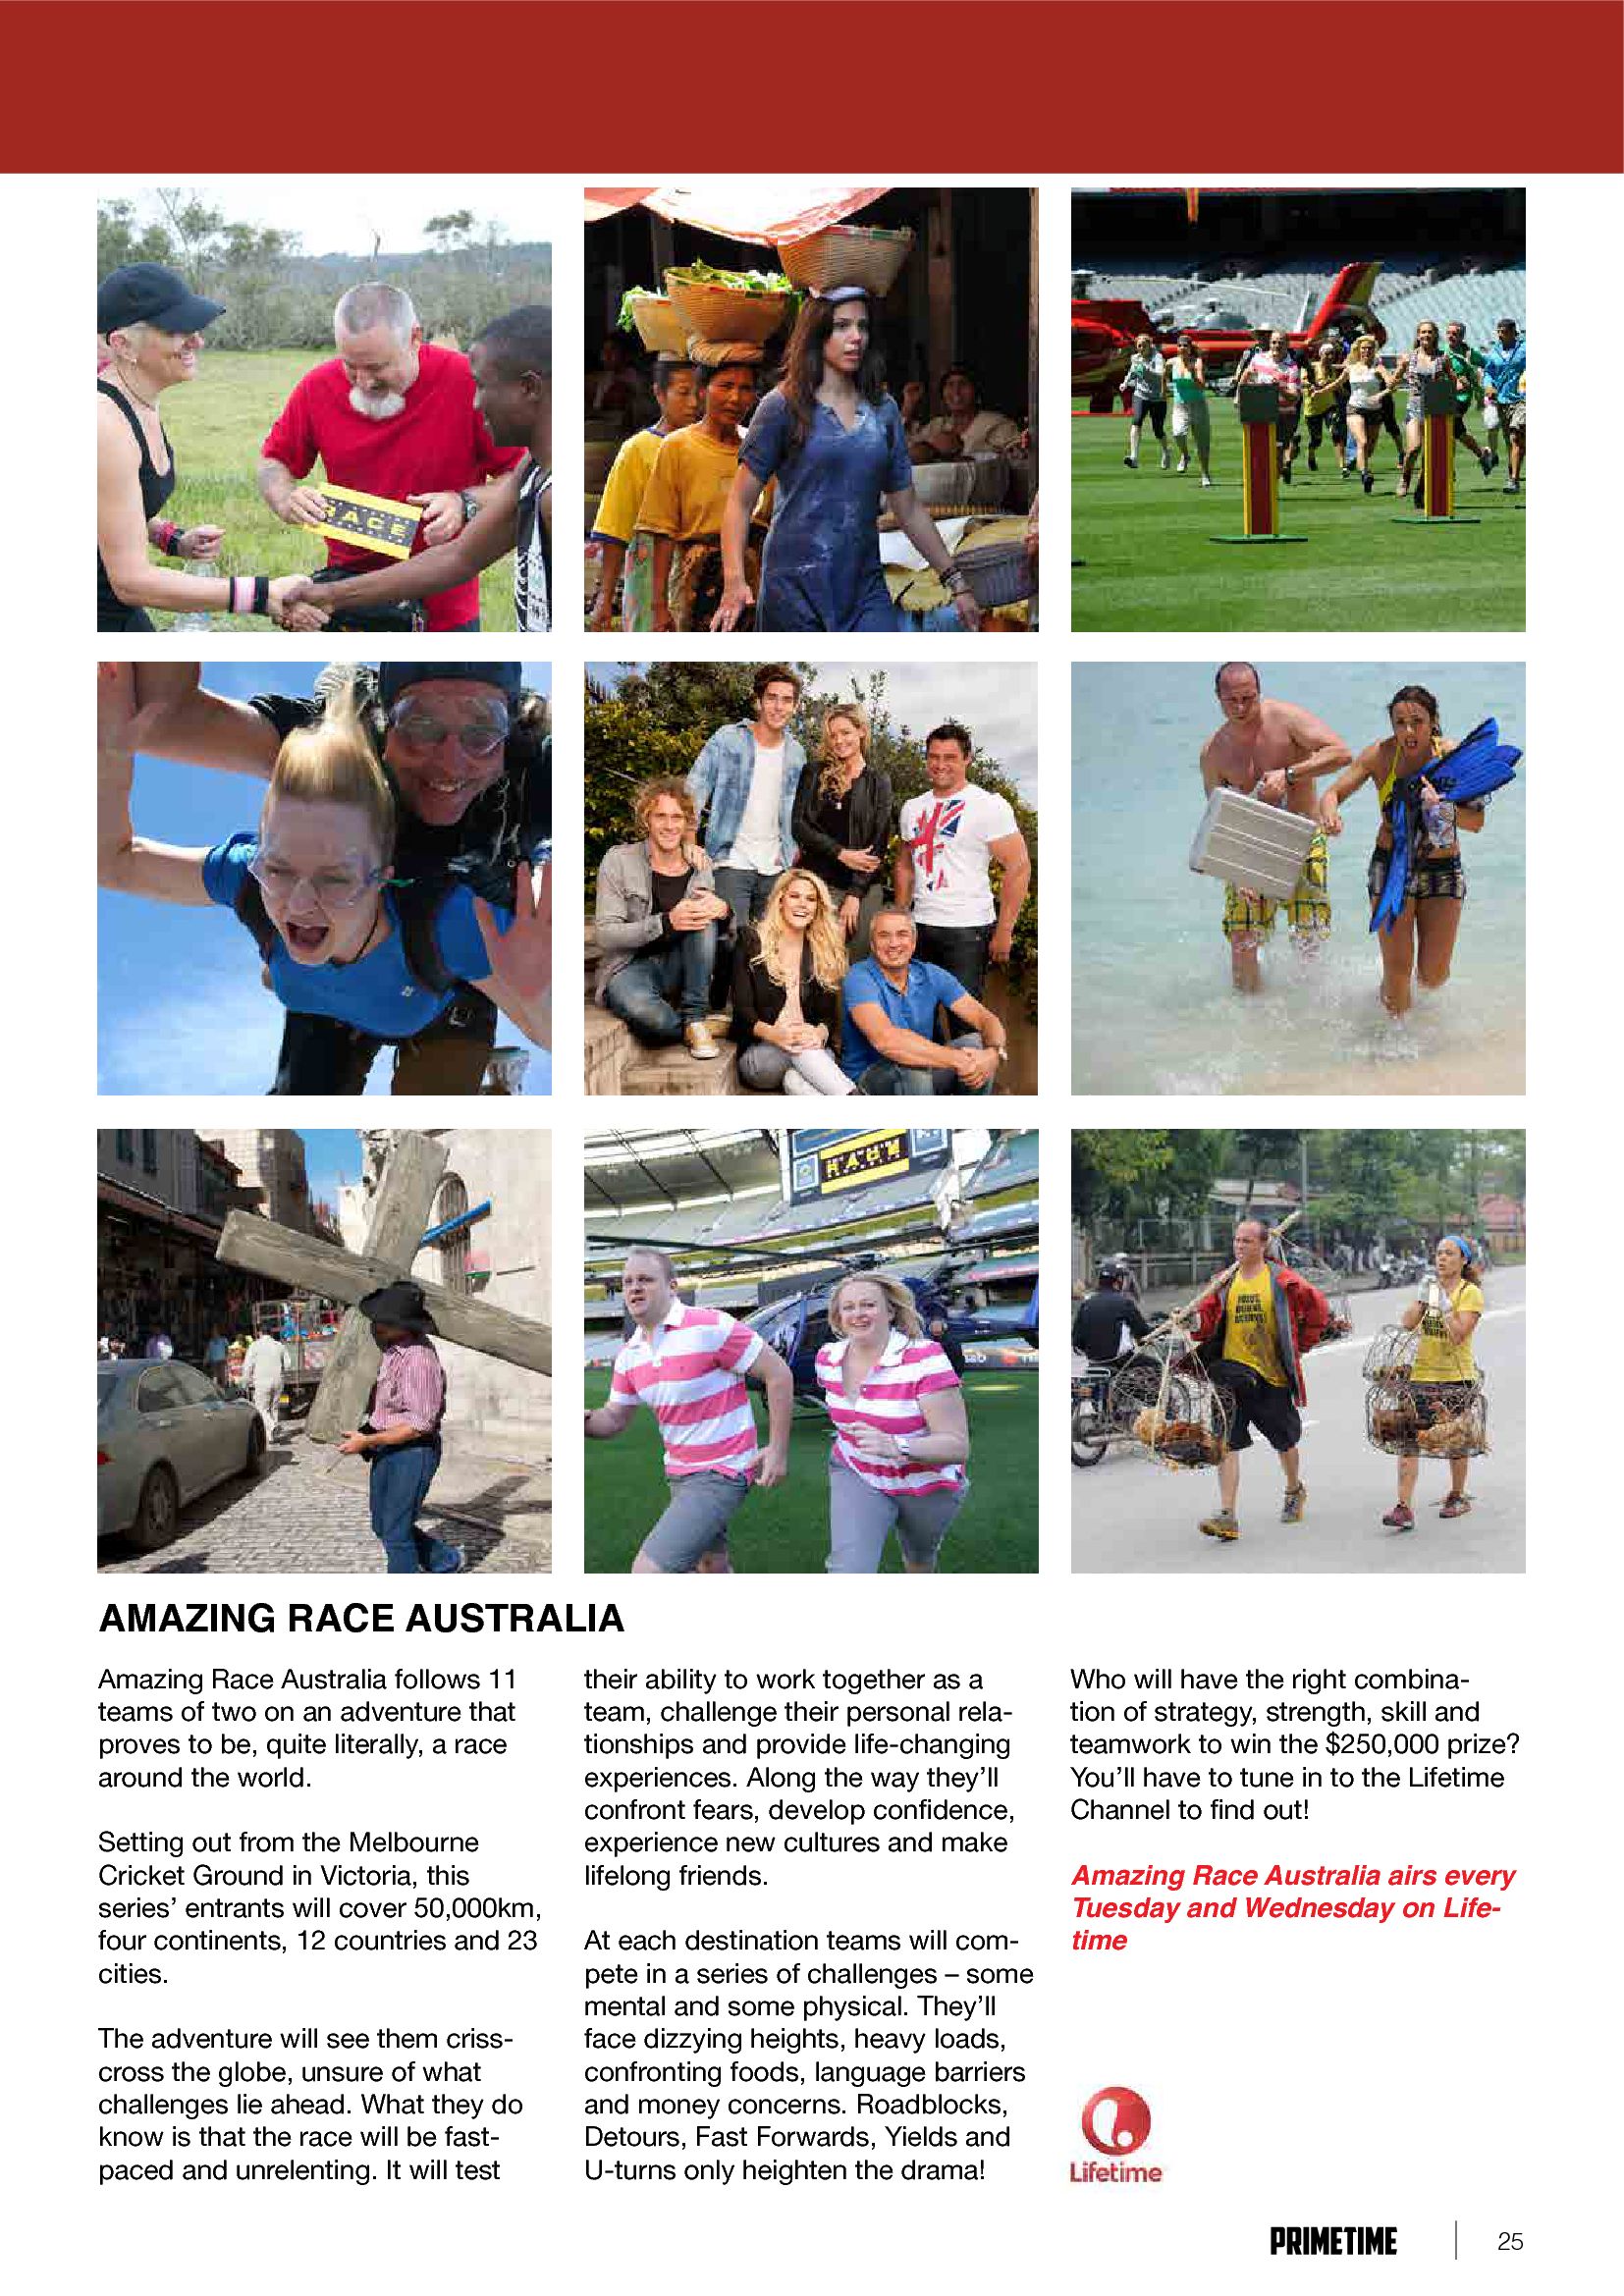 RACE
RACE
AMAZING RACE AUSTRALIA
Amazing Race Australia follows 11
teams of two on an adventure that
proves to be, quite literally, a race
around the world.
Setting out from the Melbourne
Cricket Ground in Victoria, this
series’ entrants will cover 50,000km,
four continents, 12 countries and 23
cities.
The adventure will see them criss-
cross the globe, unsure of what
challenges lie ahead. What they do
know is that the race will be fast-
paced and unrelenting. It will test
their ability to work together as a
team, challenge their personal rela-
tionships and provide life-changing
experiences. Along the way they’ll
confront fears, develop confidence,
experience new cultures and make
lifelong friends.
At each destination teams will com-
pete in a series of challenges – some
mental and some physical. They’ll
face dizzying heights, heavy loads,
confronting foods, language barriers
and money concerns. Roadblocks,
Detours, Fast Forwards, Yields and
U-turns only heighten the drama!
Who will have the right combina-
tion of strategy, strength, skill and
teamwork to win the $250,000 prize?
You’ll have to tune in to the Lifetime
Channel to find out!
Amazing Race Australia airs every
Tuesday and Wednesday on Life-
time
Lifetime
PRIMETIME
25